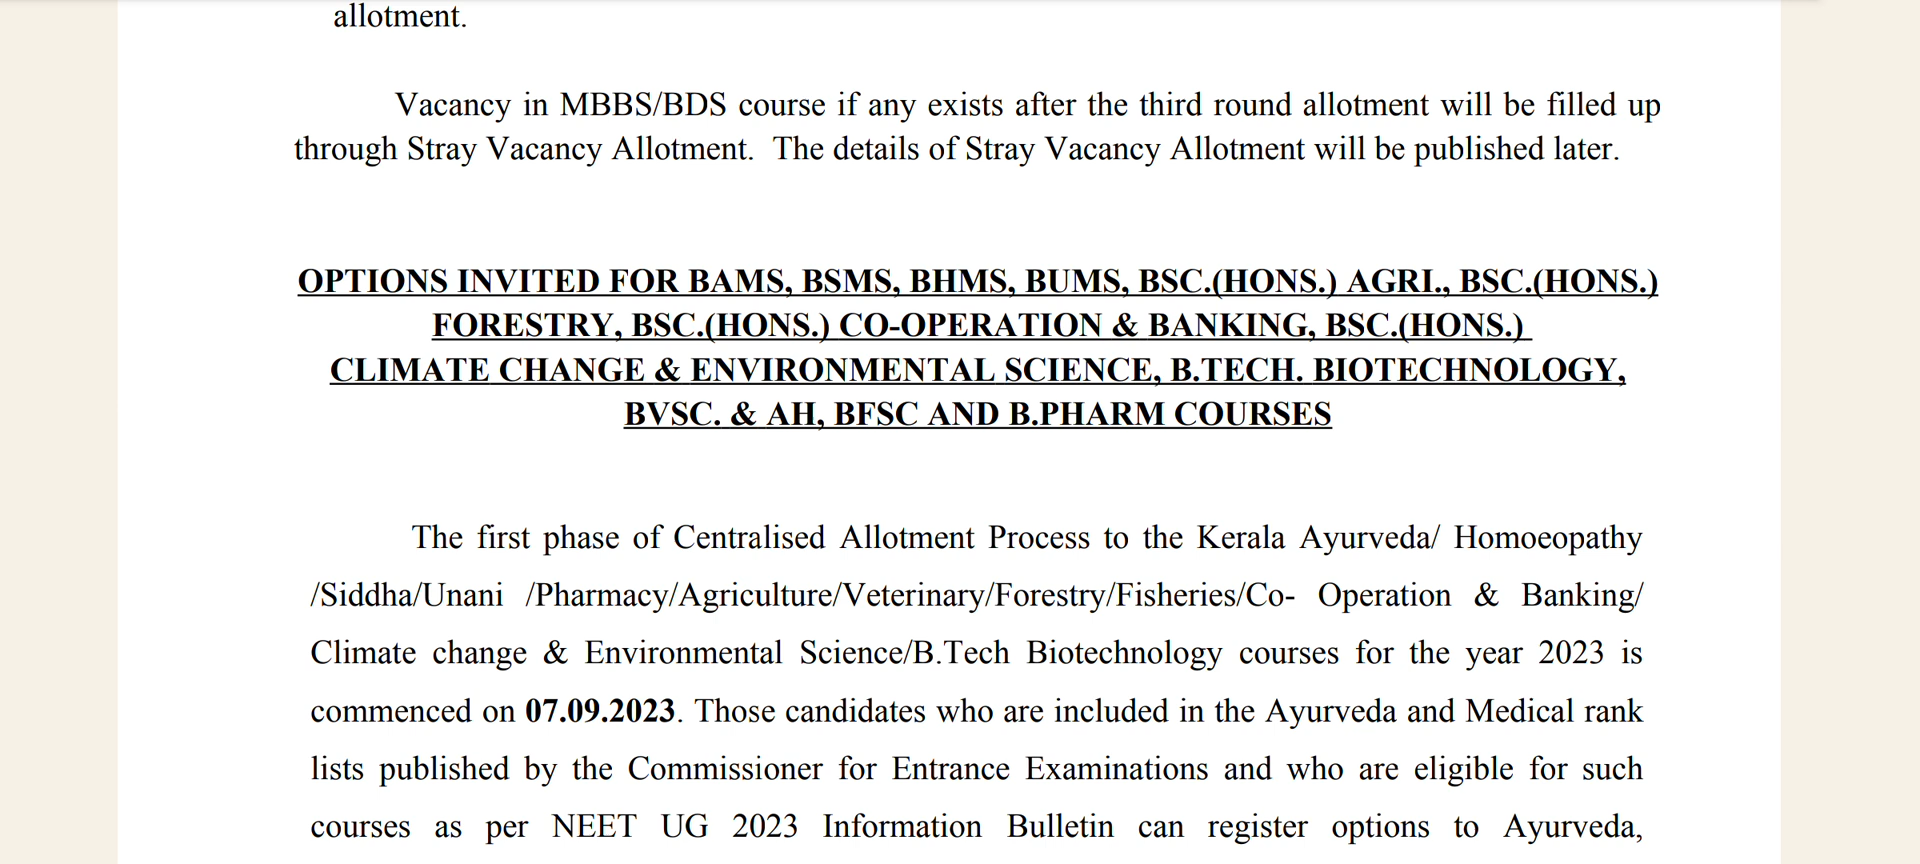 allotment.
Vacancy in MBBS/BDS course if any exists after the third round allotment will be filled up
through Stray Vacancy Allotment.  The details of Stray Vacancy Allotment will be published later.
OPTIONS INVITED FOR BAMS, BSMS, BHMS, BUMS, BSC.(HONS.) AGRI., BSC.(HONS.)
FORESTRY, BSC.(HONS.) CO-OPERATION & BANKING, BSC.(HONS.)
CLIMATE CHANGE & ENVIRONMENTAL SCIENCE, B.TECH. BIOTECHNOLOGY,
BVSC. & AH, BFSC AND B.PHARM COURSES
The first phase of Centralised Allotment Process to the Kerala Ayurveda/ Homoeopathy
/Siddha/Unani /Pharmacy/Agriculture/Veterinary/Forestry/Fisheries/Co- Operation & Banking/
Climate change & Environmental Science/B.Tech Biotechnology courses for the year 2023 is
commenced on 07.09.2023. Those candidates who are included in the Ayurveda and Medical rank
lists published by the Commissioner for Entrance Examinations and who are eligible for such
courses as per NEET UG 2023 Information Bulletin can register options to Ayurveda,